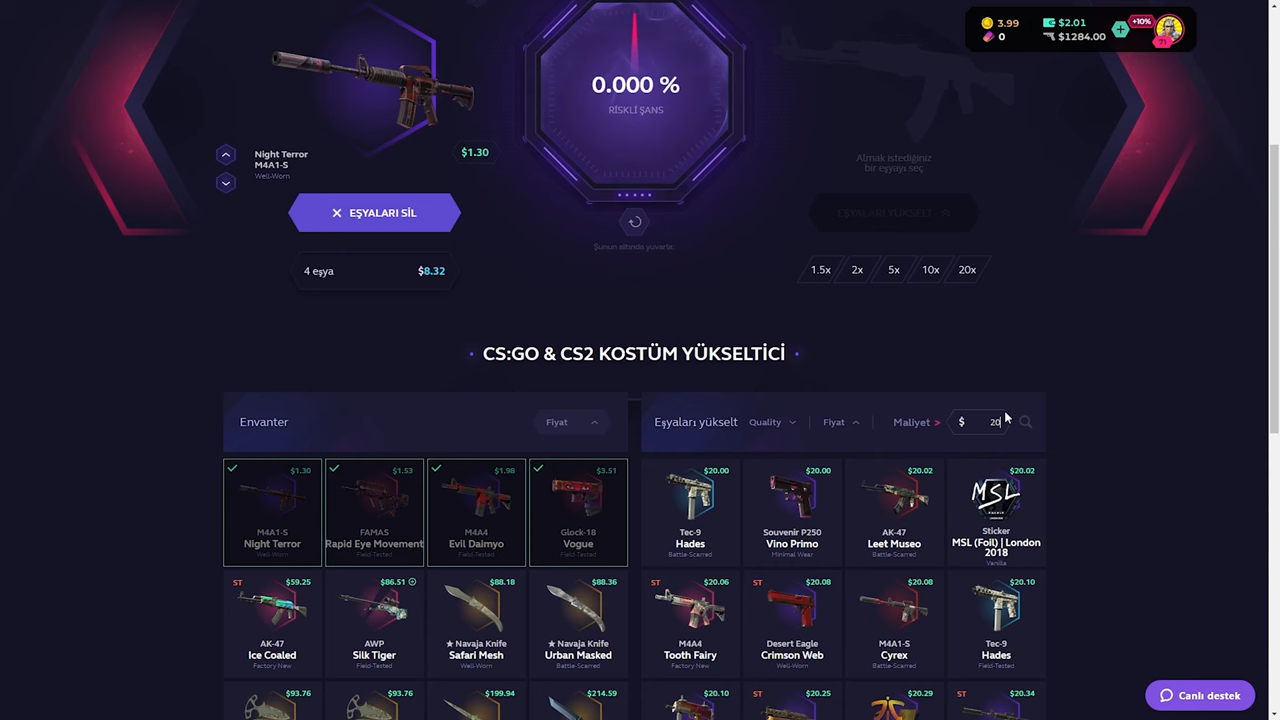 3.99
$2.01
+10%
0
$1284.00
71
0.000 %
RİSKLİ ŞANS
Night Terror
M4A1-S
Well-Worn
$1.30
Almak istediğiniz
bir eşyayı seç
EŞYALARI SİL
EŞYALARI YÜKSELT
Şunun altında yuvarla:
4 eşya
$8.32
1.5x
2x
5x
10x
20x
CS:GO & CS2 KOSTÜM YÜKSELTİCİ
Envanter
Fiyat
Eşyaları yükselt
Quality
Fiyat
Maliyet >
$ 20
$1.30
M4A1-S
Night Terror
Well-Worn
$1.53
FAMAS
Rapid Eye Movement
Field-Tested
$1.98
M4A4
Evil Daimyo
Field-Tested
$3.51
Glock-18
Vogue
Field-Tested
$20.00
Tec-9
Hades
Battle-Scarred
$20.00
Souvenir P250
Vino Primo
Minimal Wear
$20.02
AK-47
Leet Museo
Battle-Scarred
$20.02
MSL
LONDON
Sticker
MSL (Foil) | London
2018
Vanilla
ST
$59.25
AK-47
Ice Coaled
Factory New
$86.51
AWP
Silk Tiger
Field-Tested
$88.18
★ Navaja Knife
Safari Mesh
Well-Worn
$88.36
★ Navaja Knife
Urban Masked
Battle-Scarred
ST
$20.06
M4A4
Tooth Fairy
Factory New
ST
$20.08
Desert Eagle
Crimson Web
Well-Worn
ST
$20.08
M4A1-S
Cyrex
Battle-Scarred
$20.10
Tec-9
Hades
Field-Tested
$93.76
$93.76
$199.94
$214.59
$20.10
ST
$20.25
$20.29
ST
$20.34
Canlı destek